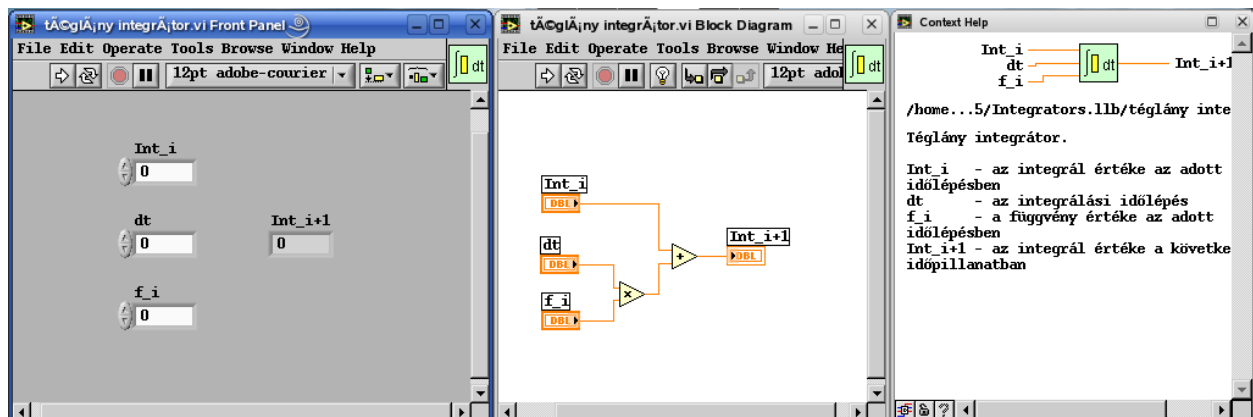 tÃ©glÃ¡ny integrÃ¡tor.vi Front Panel
File Edit Operate Tools Browse Window Help
12pt adobe-courier
dt
Int_i
0
dt
0
Int_i+1
0
f_i
0
tÃ©glÃ¡ny integrÃ¡tor.vi Block Diagram
File Edit Operate Tools Browse Window He
12pt adob
dt
Int_i
DBL
dt
DBL
f_i
DBL
×
+
Int_i+1
DBL
Context Help
Int_i
dt
f_i
dt
Int_i+1
/home...5/Integrators.llb/téglány inte
Téglány integrátor.
Int_i - az integrál értéke az adott
időlépésben
dt - az integrálási időlépés
f_i - a függvény értéke az adott
időlépésben
Int_i+1 - az integrál értéke a követke
időpillanatban
?